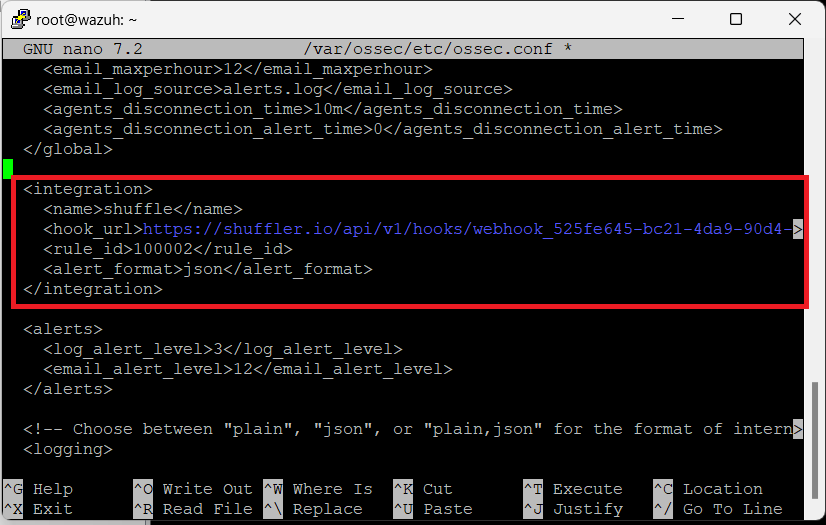 root@wazuh: ~
GNU nano 7.2 /var/ossec/etc/ossec.conf *
<email_maxperhour>12</email_maxperhour>
<email_log_source>alerts.log</email_log_source>
<agents_disconnection_time>10m</agents_disconnection_time>
<agents_disconnection_alert_time>0</agents_disconnection_alert_time>
</global>
<integration>
<name>shuffle</name>
<hook_url>https://shuffler.io/api/v1/hooks/webhook_525fe645-bc21-4da9-90d4->
<rule_id>100002</rule_id>
<alert_format>json</alert_format>
</integration>
<alerts>
<log_alert_level>3</log_alert_level>
<email_alert_level>12</email_alert_level>
</alerts>
<!-- Choose between "plain", "json", or "plain,json" for the format of intern>
<logging>
^G Help ^O Write Out ^W Where Is ^K Cut ^T Execute ^C Location
^X Exit ^R Read File ^\ Replace ^U Paste ^J Justify ^/ Go To Line